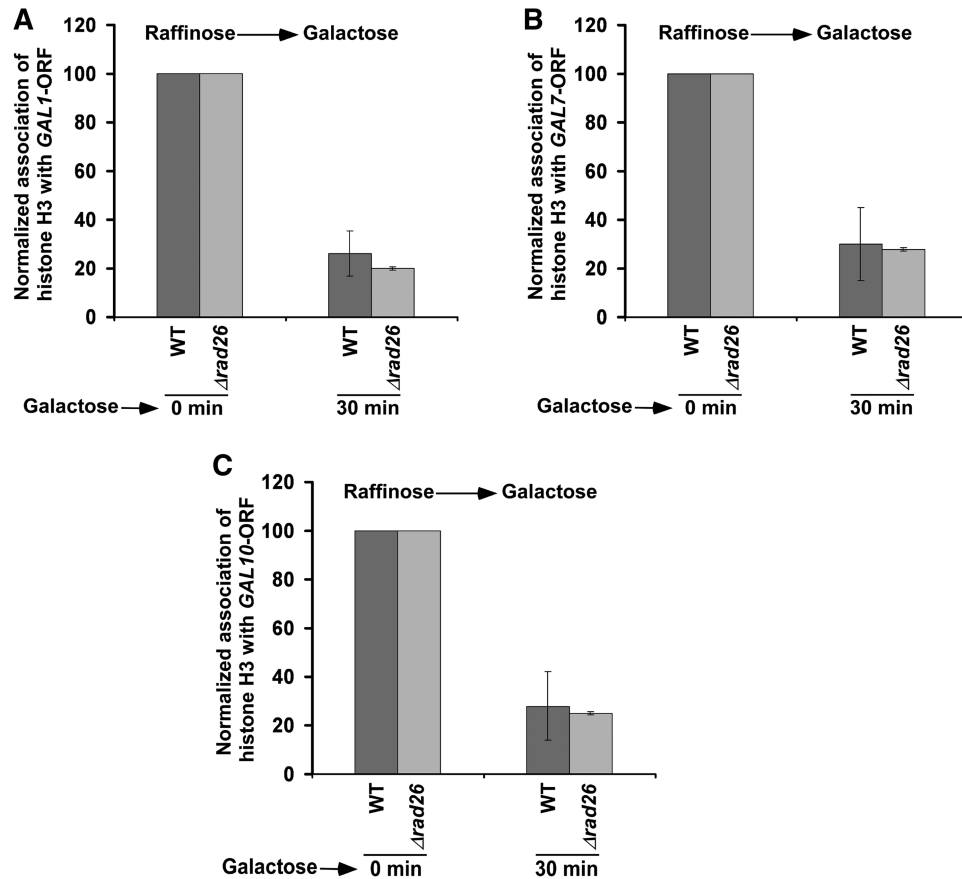 A
Normalized association of
histone H3 with GAL1-ORF
120
100
80
60
40
20
0
Raffinose → Galactose
WT
Δrad26
WT
Δrad26
Galactose → 0 min
30 min
B
Normalized association of
histone H3 with GAL7-ORF
120
100
80
60
40
20
0
Raffinose → Galactose
WT
Δrad26
WT
Δrad26
Galactose → 0 min
30 min
C
Normalized association of
histone H3 with GAL10-ORF
120
100
80
60
40
20
0
Raffinose → Galactose
WT
Δrad26
WT
Δrad26
Galactose → 0 min
30 min